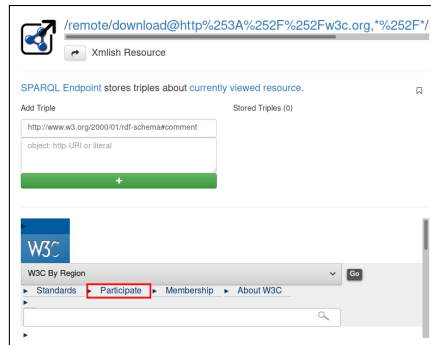 /remote/download@http%253A%252F%252Fw3c.org,*%252F*/
Xmlish Resource
SPARQL Endpoint stores triples about currently viewed resource.
Add Triple
Stored Triples (0)
http://www.w3.org/2000/01/rdf-schema#comment
object: http-URI or literal
+
W3C
W3C By Region
Go
Standards Participate Membership About W3C